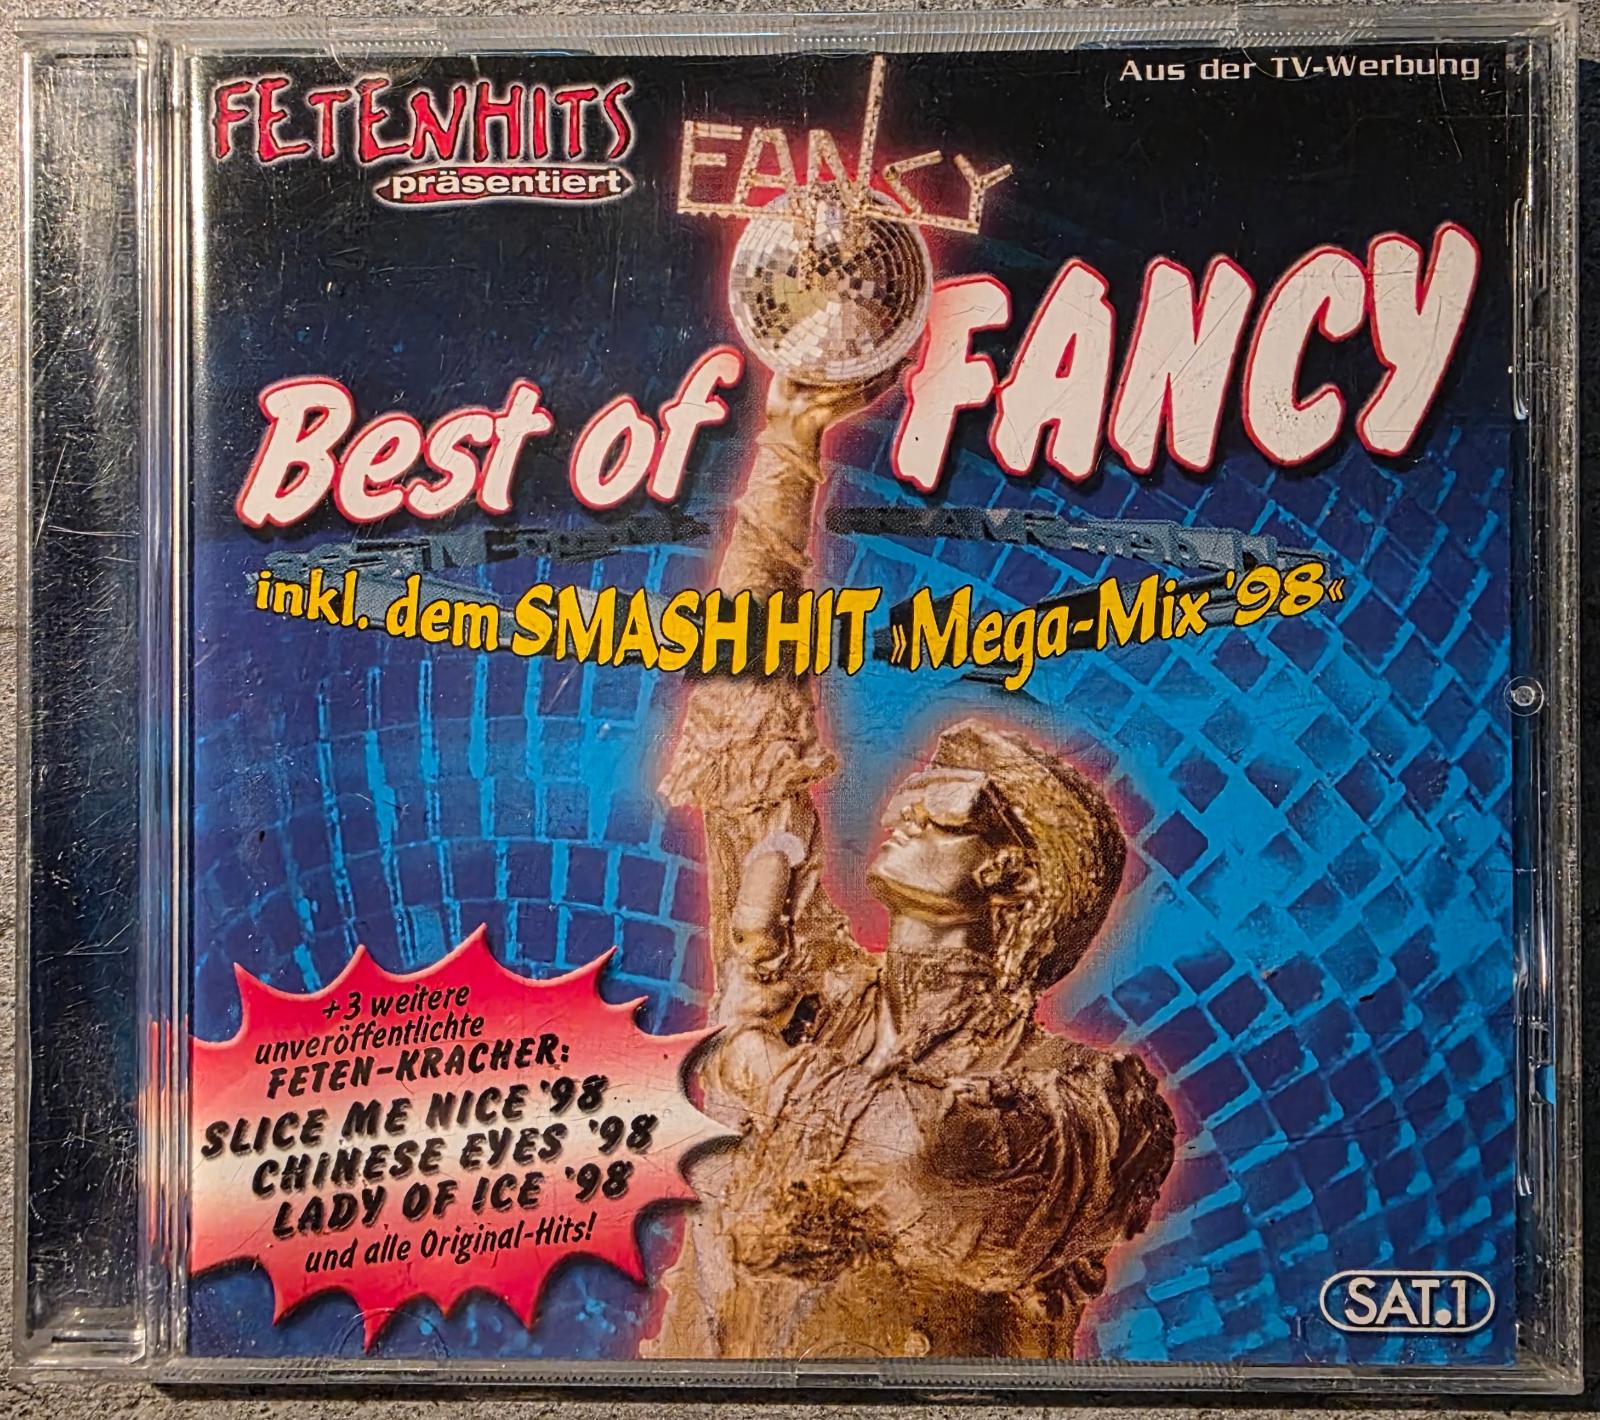 FETENHITS
präsentiert
Aus der TV-Werbung
FANCY
Best of FANCY
inkl. dem SMASH HIT »Mega-Mix '98«
+3 weitere
unveröffentlichte
FETEN-KRACHER:
SLICE ME NICE '98
CHINESE EYES '98
LADY OF ICE '98
und alle Original-Hits!
SAT.1